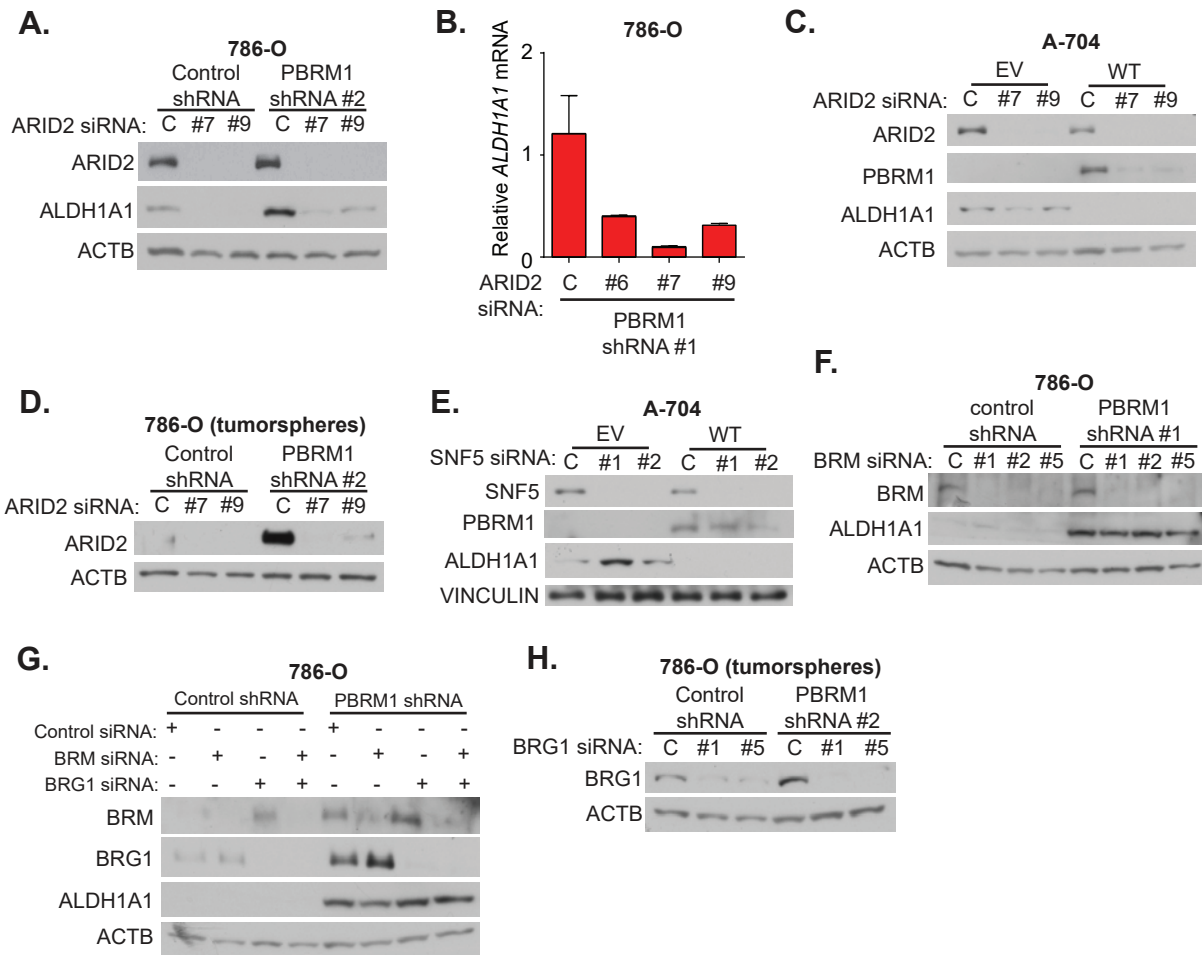 A.
786-O
Control PBRM1
shRNA shRNA #2
ARID2 siRNA: C #7 #9 C #7 #9
ARID2
ALDH1A1
ACTB
B.
786-O
Relative ALDH1A1 mRNA
2
1
0
ARID2 siRNA: C #6 #7 #9
PBRM1
shRNA #1
C.
A-704
EV WT
ARID2 siRNA: C #7 #9 C #7 #9
ARID2
PBRM1
ALDH1A1
ACTB
D.
786-O (tumorspheres)
Control PBRM1
shRNA shRNA #2
ARID2 siRNA: C #7 #9 C #7 #9
ARID2
ACTB
E.
A-704
EV WT
SNF5 siRNA: C #1 #2 C #1 #2
SNF5
PBRM1
ALDH1A1
VINCULIN
F.
786-O
control PBRM1
shRNA shRNA #1
BRM siRNA: C #1 #2 #5 C #1 #2 #5
BRM
ALDH1A1
ACTB
G.
786-O
Control shRNA PBRM1 shRNA
Control siRNA: + - - - + - - -
BRM siRNA: - + - + - + - +
BRG1 siRNA: - - + + - - + +
BRM
BRG1
ALDH1A1
ACTB
H.
786-O (tumorspheres)
Control PBRM1
shRNA shRNA #2
BRG1 siRNA: C #1 #5 C #1 #5
BRG1
ACTB